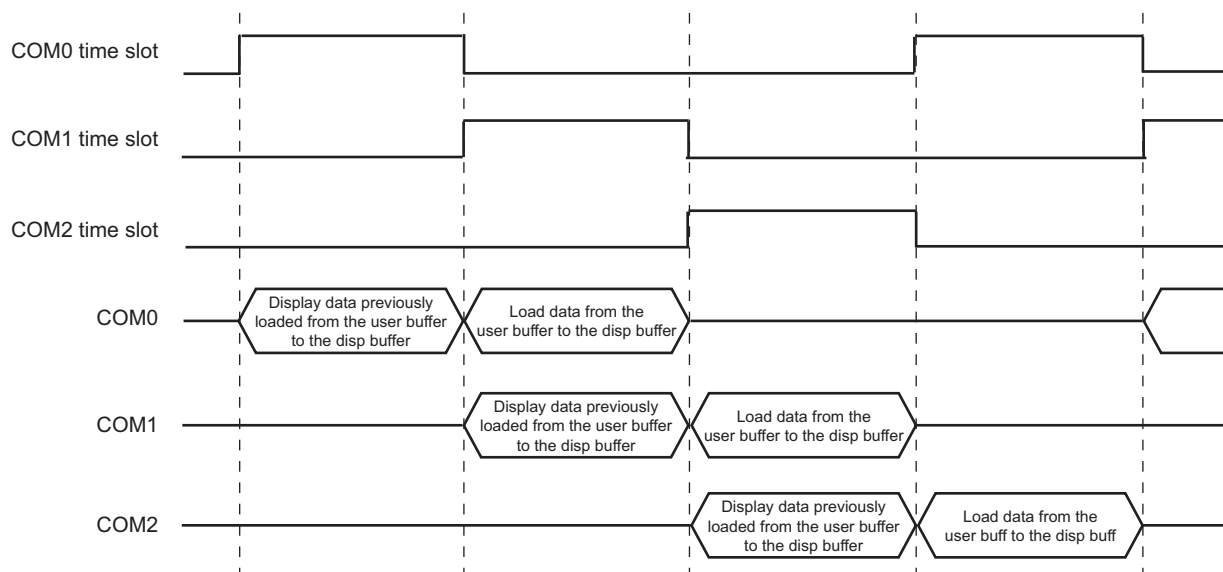 COM0 time slot
COM1 time slot
COM2 time slot
COM0
Display data previously
loaded from the user buffer
to the disp buffer
Load data from the
user buffer to the disp buffer
COM1
Display data previously
loaded from the user buffer
to the disp buffer
Load data from the
user buffer to the disp buffer
COM2
Display data previously
loaded from the user buffer
to the disp buffer
Load data from the
user buff to the disp buff